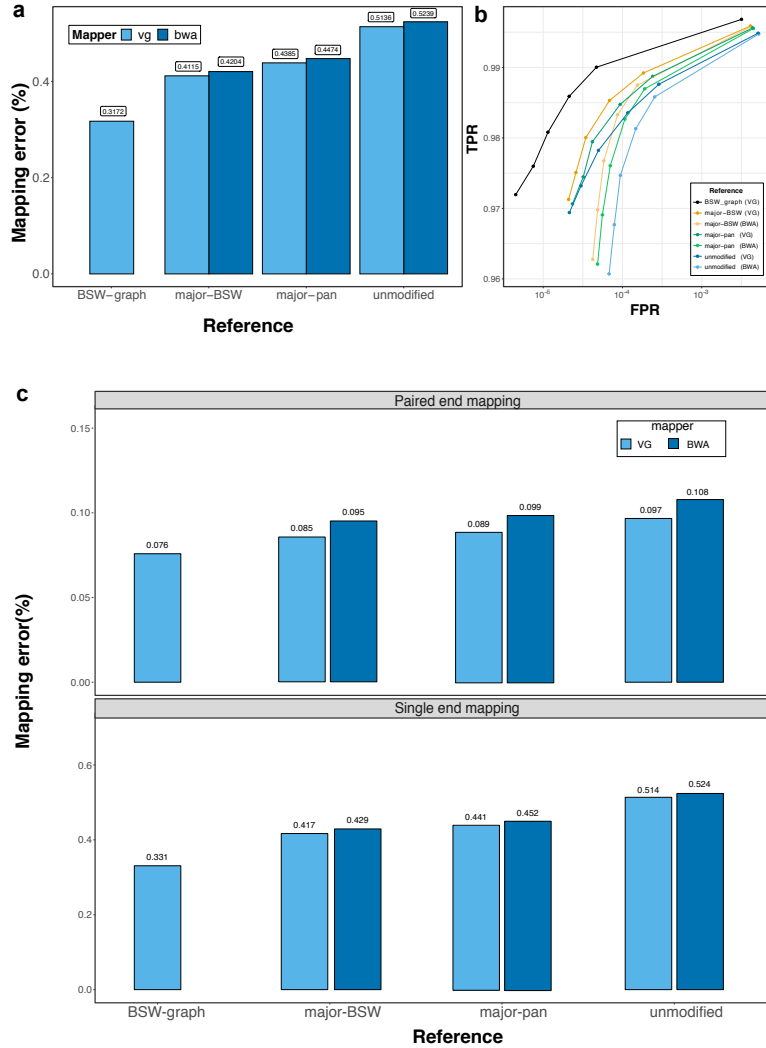 a
Mapping error (%)
0.4
0.2
0.0
Mapper vg bwa
0.3172
0.4115
0.4204
0.4385
0.4474
0.5136
0.5239
BSW−graph
major−BSW
major−pan
unmodified
Reference
b
TPR
0.99
0.98
0.97
0.96
10⁻⁶
10⁻⁴
FPR
Reference
BSW_graph (VG)
major−BSW (VG)
major−BSW (BWA)
major−pan (VG)
major−pan (BWA)
unmodified (VG)
unmodified (BWA)
c
Mapping error(%)
Paired end mapping
mapper
VG BWA
0.15
0.10
0.05
0.00
0.076
0.085
0.095
0.089
0.099
0.097
0.108
Single end mapping
0.6
0.4
0.2
0.0
0.331
0.417
0.429
0.441
0.452
0.514
0.524
BSW-graph
major-BSW
major-pan
unmodified
Reference